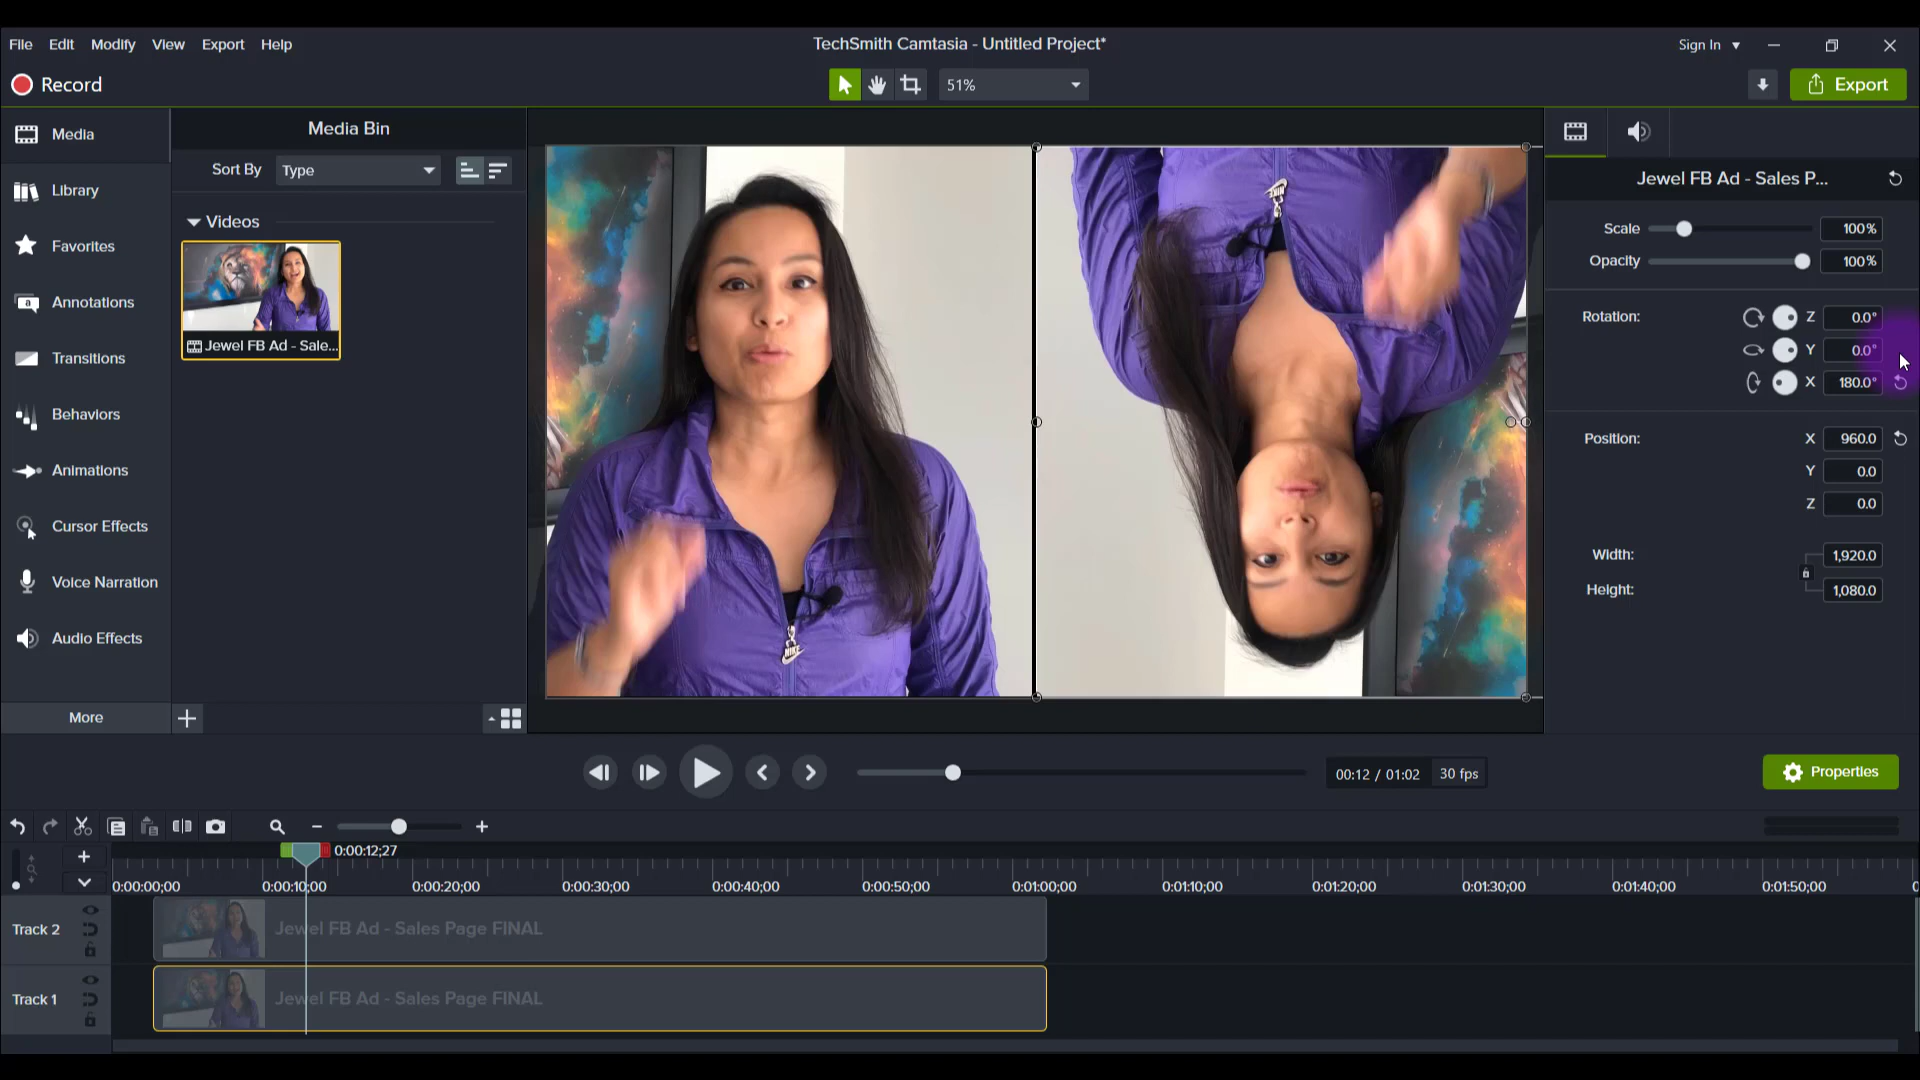 File Edit Modify View Export Help
TechSmith Camtasia - Untitled Project*
Sign In
Record
51%
Export
Media
Library
Favorites
Annotations
Transitions
Behaviors
Animations
Cursor Effects
Voice Narration
Audio Effects
More
Media Bin
Sort By Type
Videos
Jewel FB Ad - Sale...
NIKE
Jewel FB Ad - Sales P...
Scale 100%
Opacity 100%
Rotation: Z 0.0°
Y 0.0°
X 180.0°
Position: X 960.0
Y 0.0
Z 0.0
Width: 1,920.0
Height: 1,080.0
00:12 / 01:02 30 fps
Properties
0:00:12;27
0:00:00;00 0:00:10;00 0:00:20;00 0:00:30;00 0:00:40;00 0:00:50;00 0:01:00;00 0:01:10;00 0:01:20;00 0:01:30;00 0:01:40;00 0:01:50;00
Track 2
Jewel FB Ad - Sales Page FINAL
Track 1
Jewel FB Ad - Sales Page FINAL